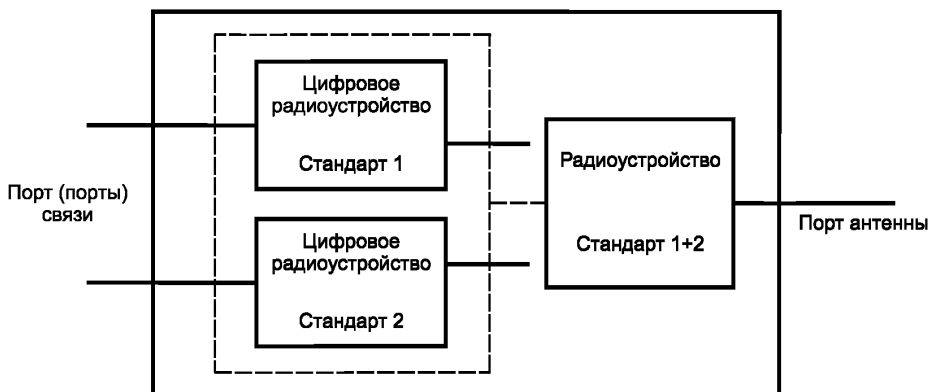 Цифровое
радиоустройство
Стандарт 1
Порт (порты)
связи
Цифровое
радиоустройство
Стандарт 2
Радиоустройство
Стандарт 1+2
Порт антенны